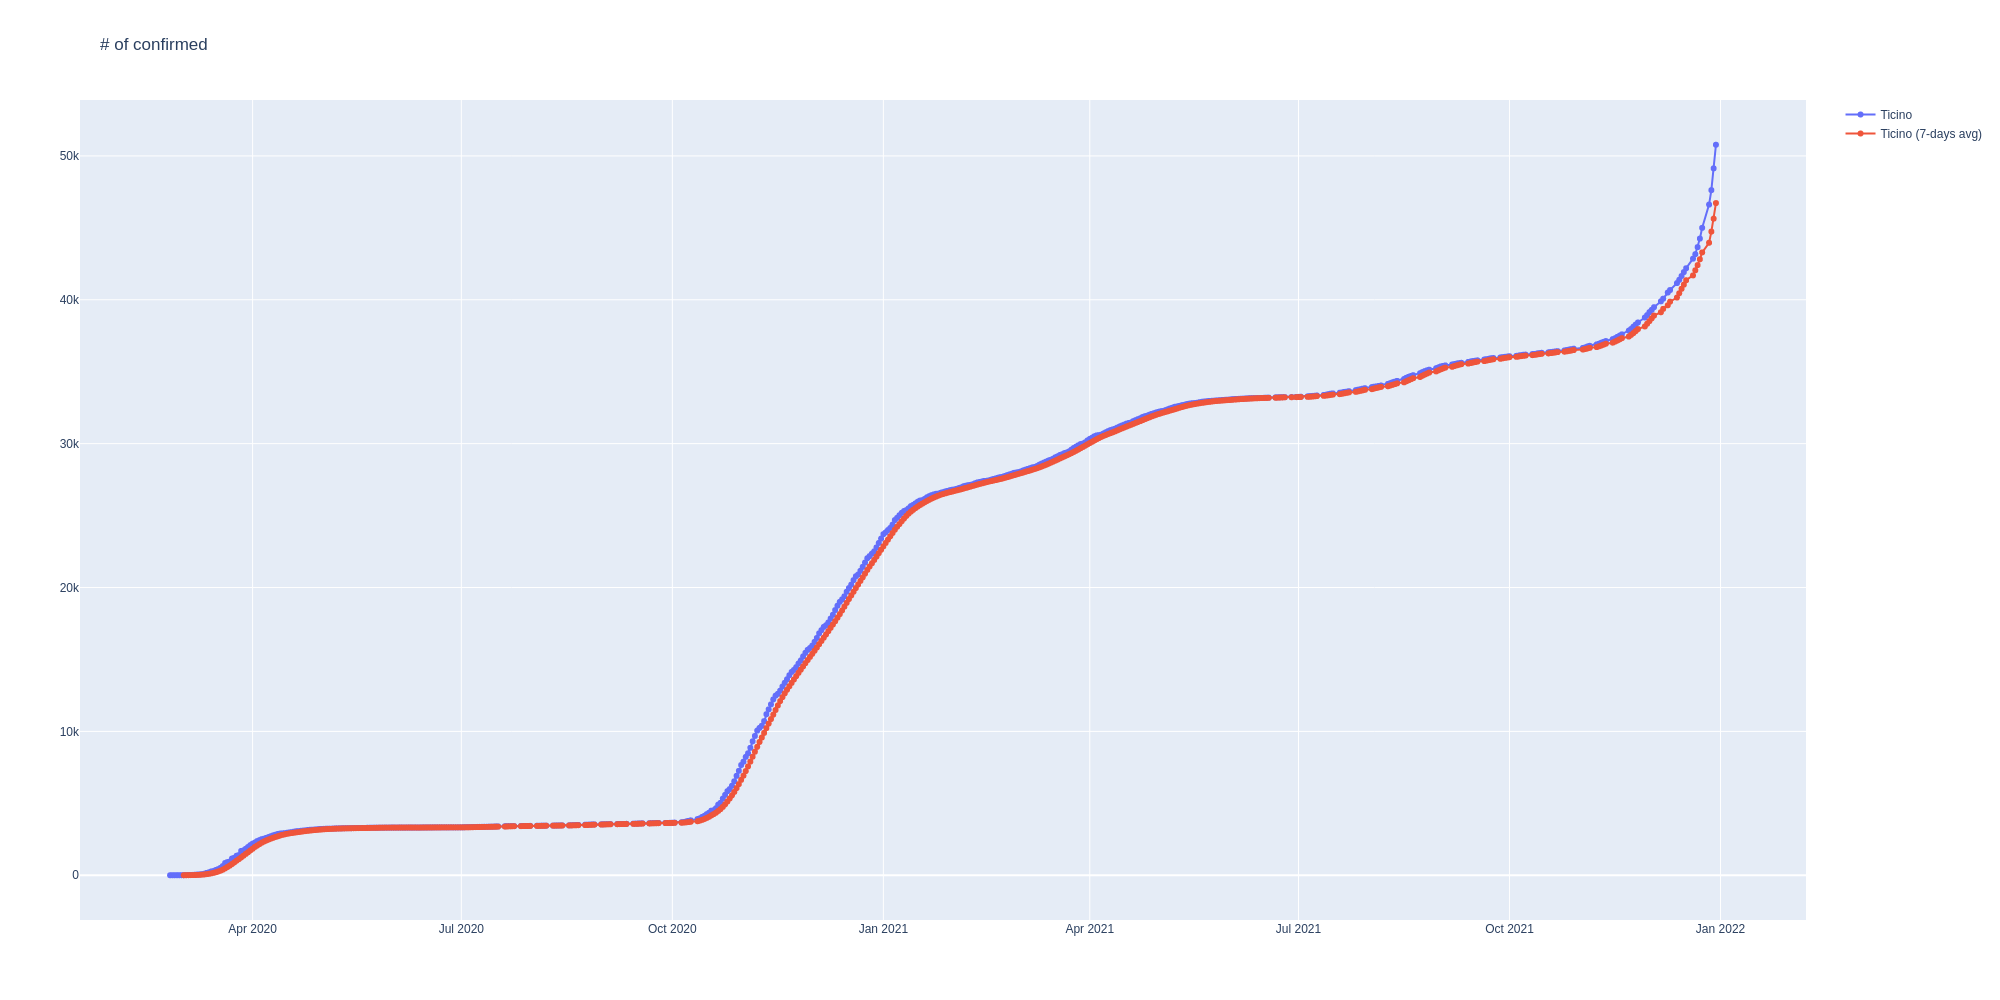 # of confirmed
Ticino
Ticino (7-days avg)
50k
40k
30k
20k
10k
0
Apr 2020
Jul 2020
Oct 2020
Jan 2021
Apr 2021
Jul 2021
Oct 2021
Jan 2022